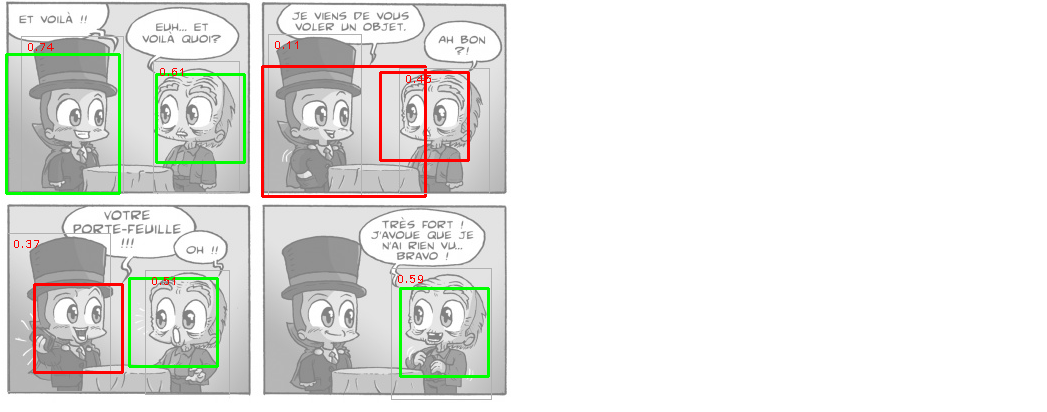 ET VOILÀ !!
EUH... ET
VOILÀ QUOI?
0.74
0.61
JE VIENS DE VOUS
VOLER UN OBJET.
AH BON
?!
0.11
0.45
VOTRE
PORTE-FEUILLE
!!!
OH !!
0.37
0.51
TRÈS FORT !
J'AVOUE QUE JE
N'AI RIEN VU...
BRAVO !
0.59